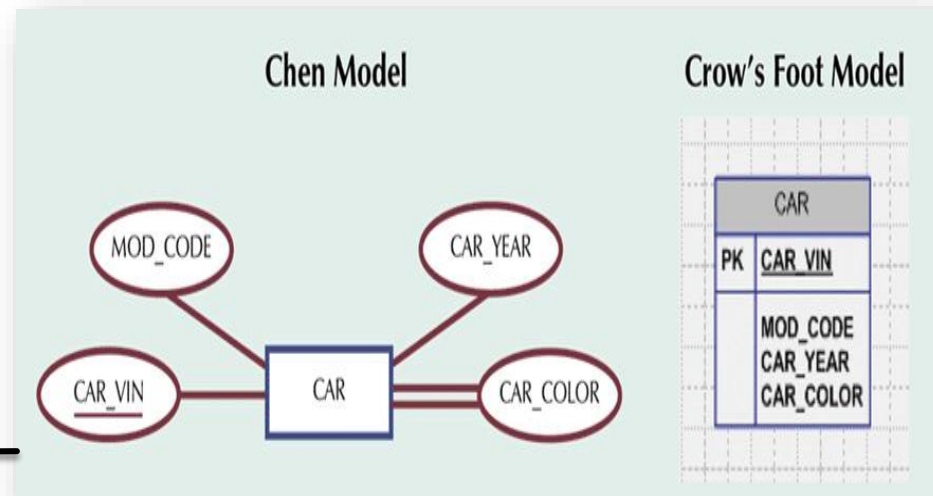 Chen Model
MOD_CODE
CAR_YEAR
CAR_VIN
CAR
CAR_COLOR
Crow's Foot Model
CAR
PK CAR_VIN
MOD_CODE
CAR_YEAR
CAR_COLOR